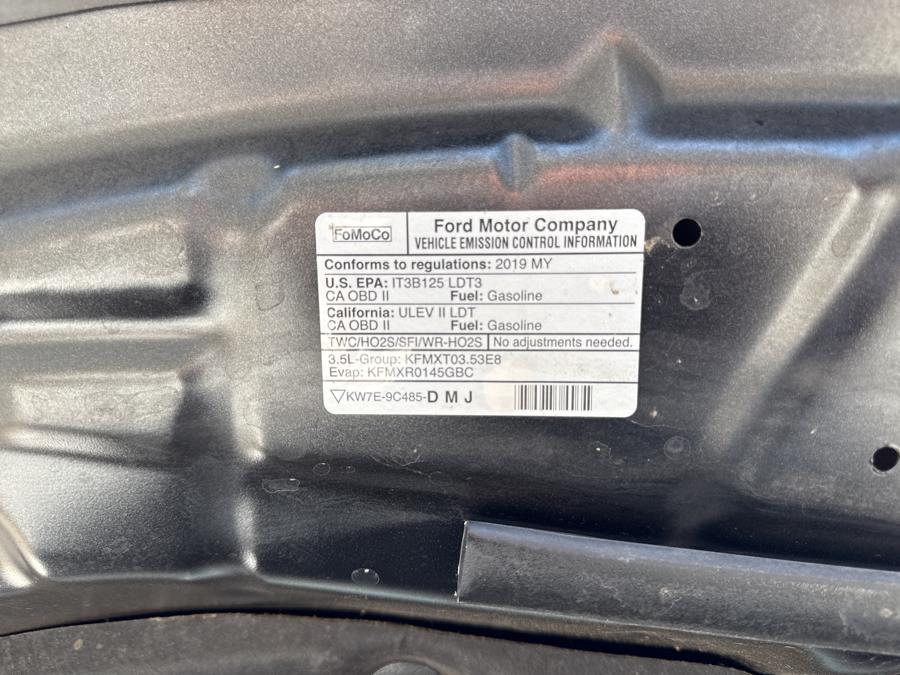 FoMoCo
Ford Motor Company
VEHICLE EMISSION CONTROL INFORMATION
Conforms to regulations: 2019 MY
U.S. EPA: IT3B125 LDT3
CA OBD II Fuel: Gasoline
California: ULEV II LDT
CA OBD II Fuel: Gasoline
TWC/HO2S/SFI/WR-HO2S No adjustments needed.
3.5L-Group: KFMXT03.53E8
Evap: KFMXR0145GBC
KW7E-9C485-D M J